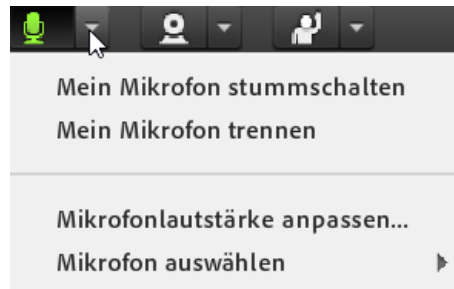 Mein Mikrofon stummschalten
Mein Mikrofon trennen
Mikrofonlautstärke anpassen...
Mikrofon auswählen